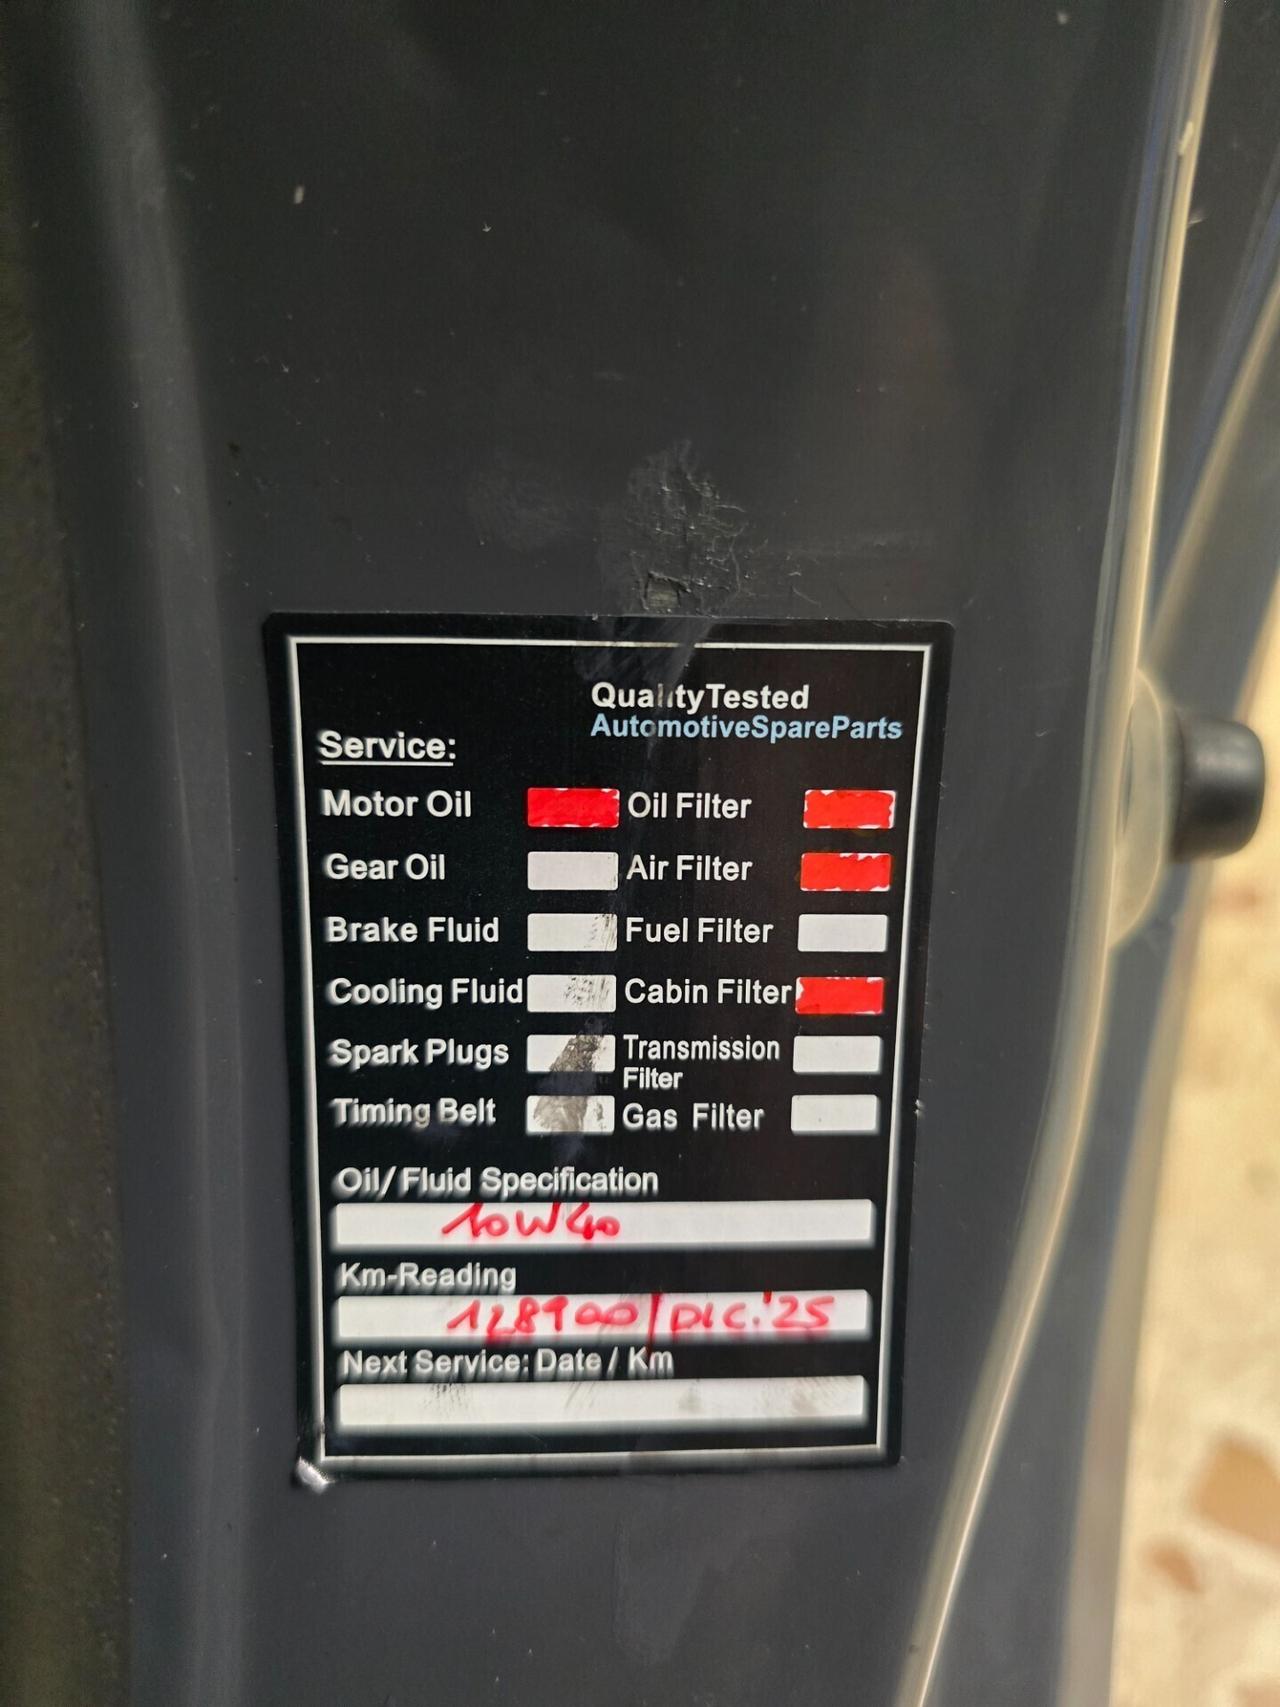 QualityTested
AutomotiveSpareParts
Service:
Motor Oil Oil Filter
Gear Oil Air Filter
Brake Fluid Fuel Filter
Cooling Fluid Cabin Filter
Spark Plugs Transmission Filter
Timing Belt Gas Filter
Oil/Fluid Specification
10W40
Km-Reading
128900/DIC.'25
Next Service: Date / Km